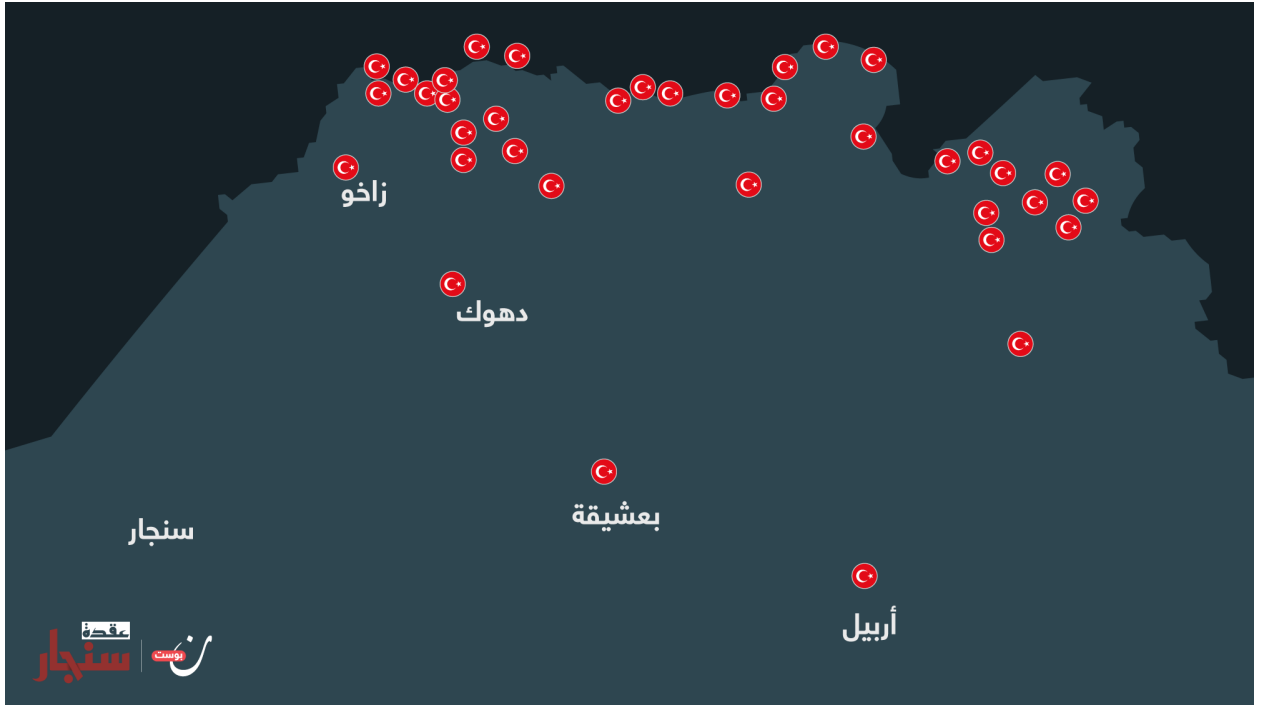 زاخو
دهوك
بعشيقة
سنجار
أربيل
عقدة
سنجار
ن بوست